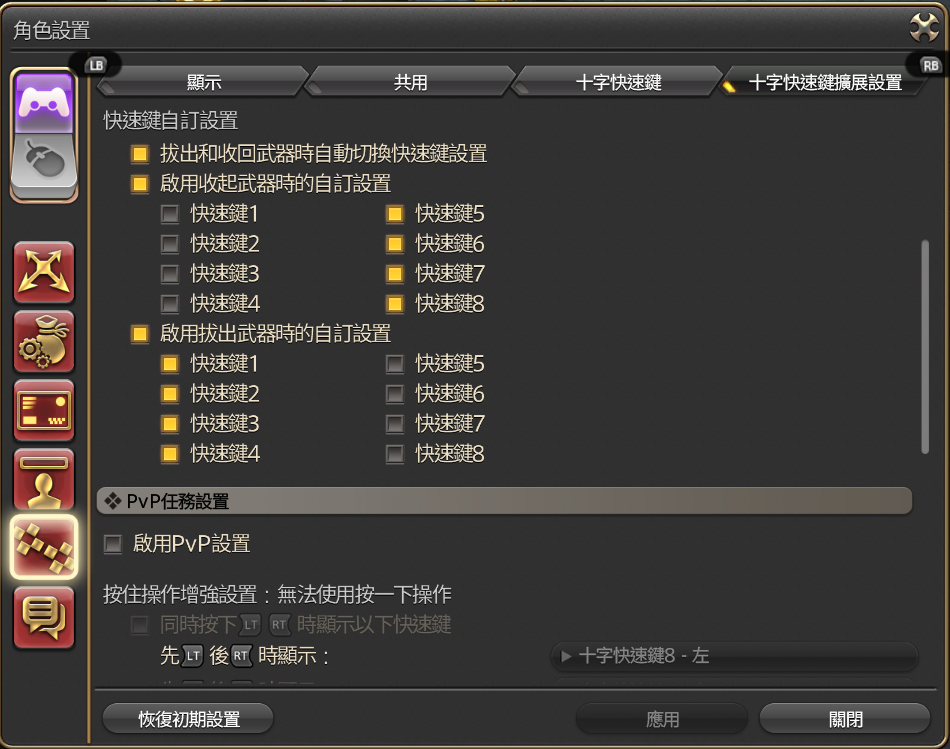 角色設置
LB
RB
顯示
共用
十字快速鍵
十字快速鍵擴展設置
快速鍵自訂設置
拔出和收回武器時自動切換快速鍵設置
啟用收起武器時的自訂設置
快速鍵1 快速鍵5
快速鍵2 快速鍵6
快速鍵3 快速鍵7
快速鍵4 快速鍵8
啟用拔出武器時的自訂設置
快速鍵1 快速鍵5
快速鍵2 快速鍵6
快速鍵3 快速鍵7
快速鍵4 快速鍵8
PvP任務設置
啟用PvP設置
按住操作增強設置：無法使用按一下操作
同時按下LT RT時顯示以下快速鍵
先LT後RT時顯示： 十字快速鍵8 - 左
恢復初期設置
應用
關閉